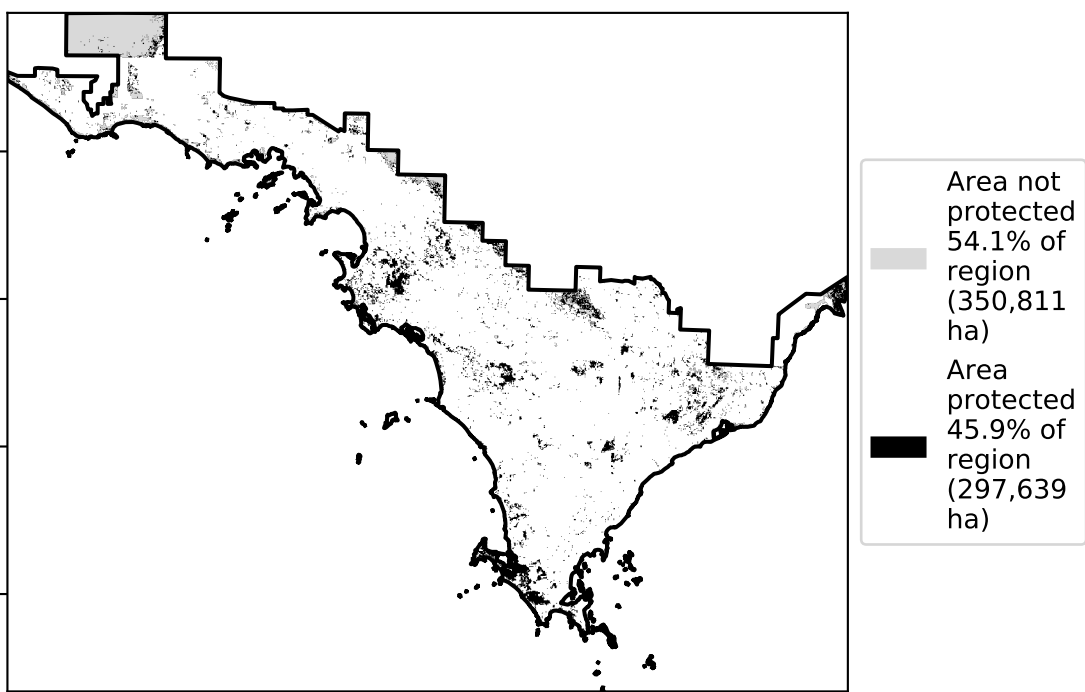 Area not
protected
54.1% of
region
(350,811
ha)
Area
protected
45.9% of
region
(297,639
ha)